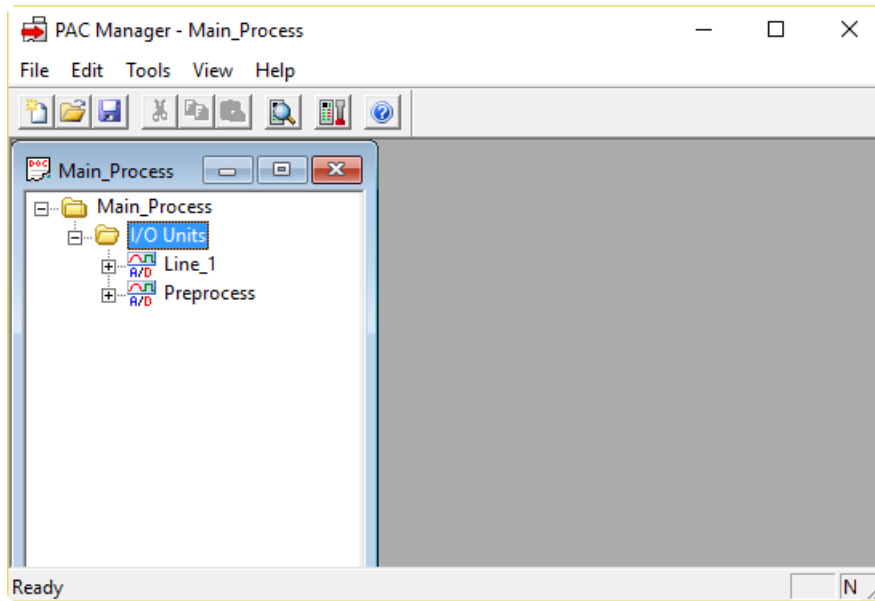 PAC Manager - Main_Process
File Edit Tools View Help
Main_Process
Main_Process
I/O Units
A/D Line_1
A/D Preprocess
Ready N